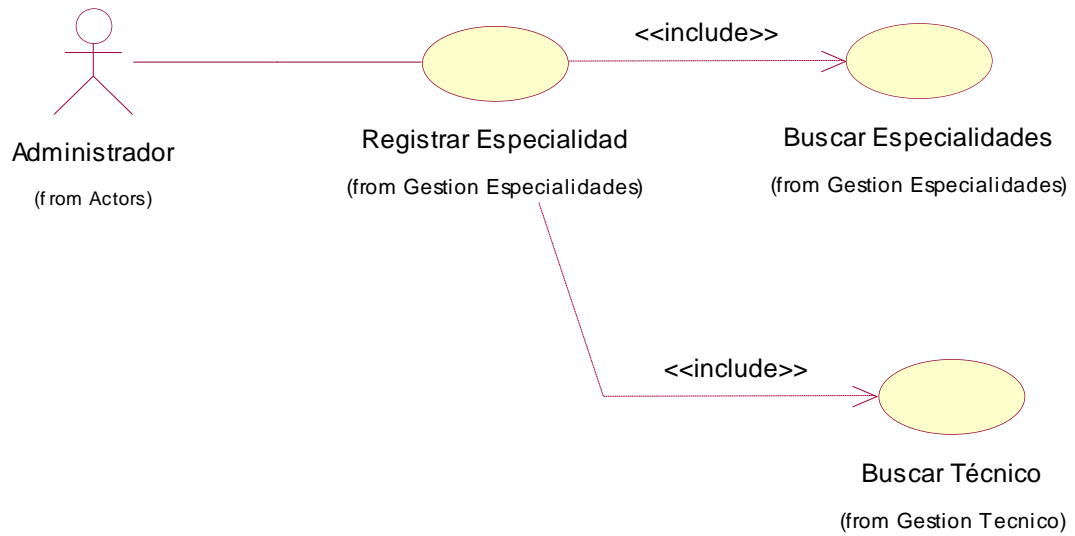 <<include>>
Administrador
(from Actors)
Registrar Especialidad
(from Gestion Especialidades)
Buscar Especialidades
(from Gestion Especialidades)
<<include>>
Buscar Técnico
(from Gestion Tecnico)